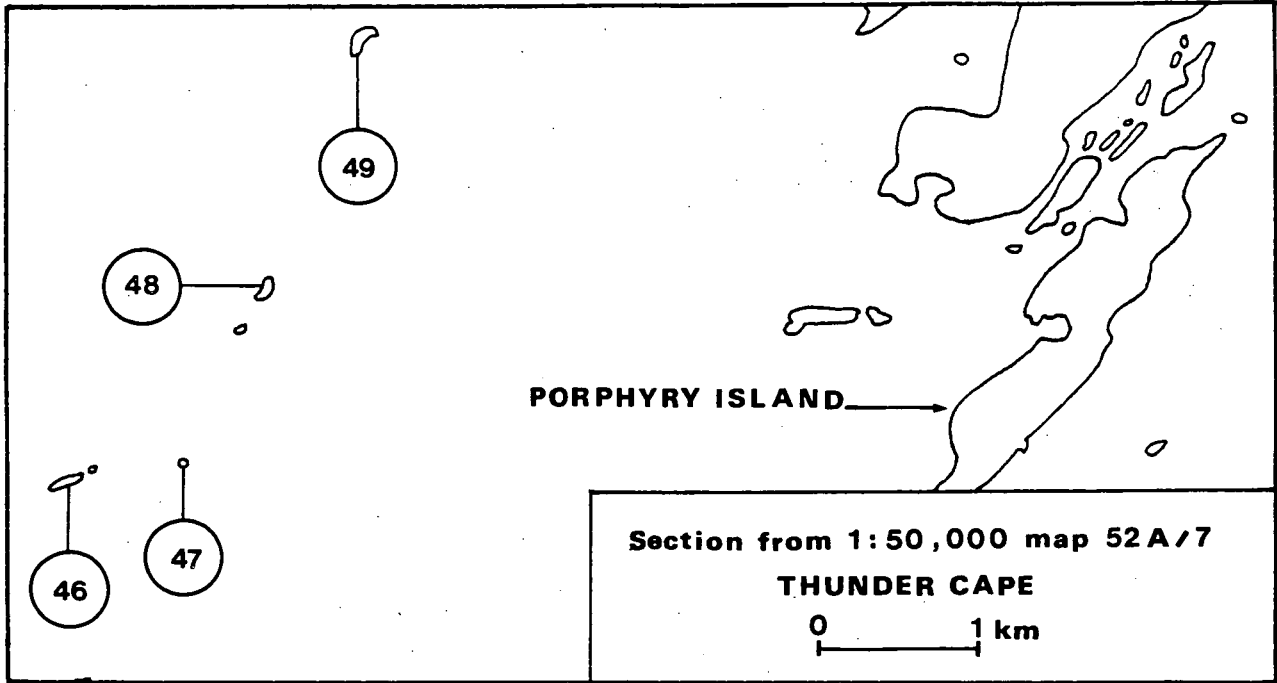 49
48
PORPHYRY ISLAND
46
47
Section from 1:50,000 map 52A/7
THUNDER CAPE
0 1 km